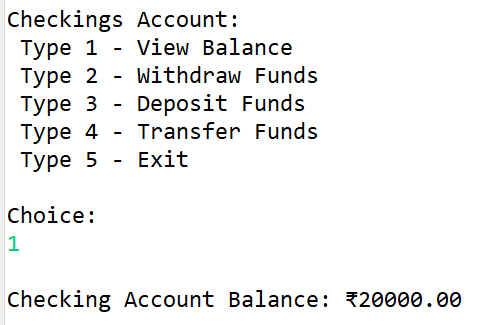 Checkings Account:
Type 1 - View Balance
Type 2 - Withdraw Funds
Type 3 - Deposit Funds
Type 4 - Transfer Funds
Type 5 - Exit
Choice:
1
Checking Account Balance: ₹20000.00